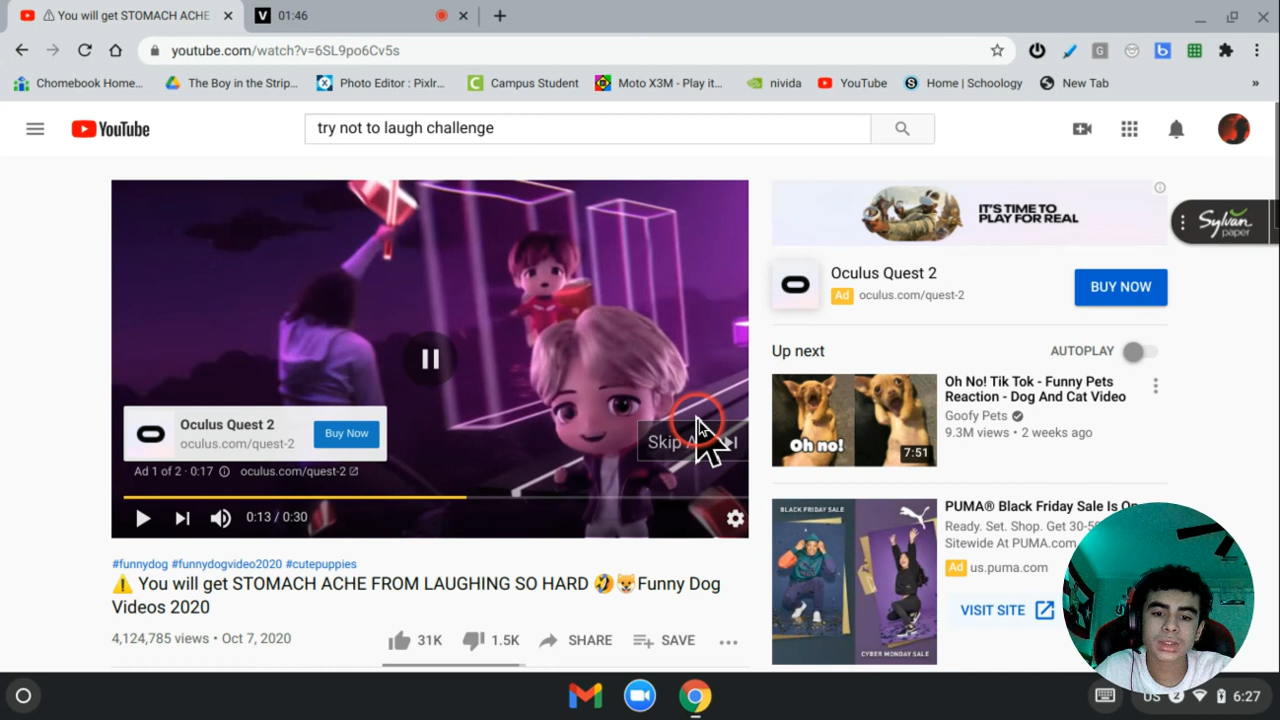 ⚠ You will get STOMACH ACHE
01:46
youtube.com/watch?v=6SL9po6Cv5s
Chomebook Home...
The Boy in the Strip...
Photo Editor : Pixlr...
Campus Student
Moto X3M - Play it...
nivida
YouTube
Home | Schoology
New Tab
»
YouTube
try not to laugh challenge
IT'S TIME TO
PLAY FOR REAL
Sylvan
paper
Oculus Quest 2
Ad oculus.com/quest-2
BUY NOW
Oculus Quest 2
oculus.com/quest-2
Buy Now
Skip
Ad 1 of 2 · 0:17
oculus.com/quest-2
0:13 / 0:30
Up next
AUTOPLAY
Oh no!
7:51
Oh No! Tik Tok - Funny Pets
Reaction - Dog And Cat Video
Goofy Pets
9.3M views • 2 weeks ago
BLACK FRIDAY SALE
PUMA
CYBER MONDAY SALE
PUMA® Black Friday Sale Is
Ready. Set. Shop. Get 30-
Sitewide At PUMA.com
Ad us.puma.com
VISIT SITE
#funnydog #funnydogvideo2020 #cutepuppies
⚠️ You will get STOMACH ACHE FROM LAUGHING SO HARD 🤣🐶Funny Dog
Videos 2020
4,124,785 views • Oct 7, 2020
31K
1.5K
SHARE
SAVE
US
2
6:27